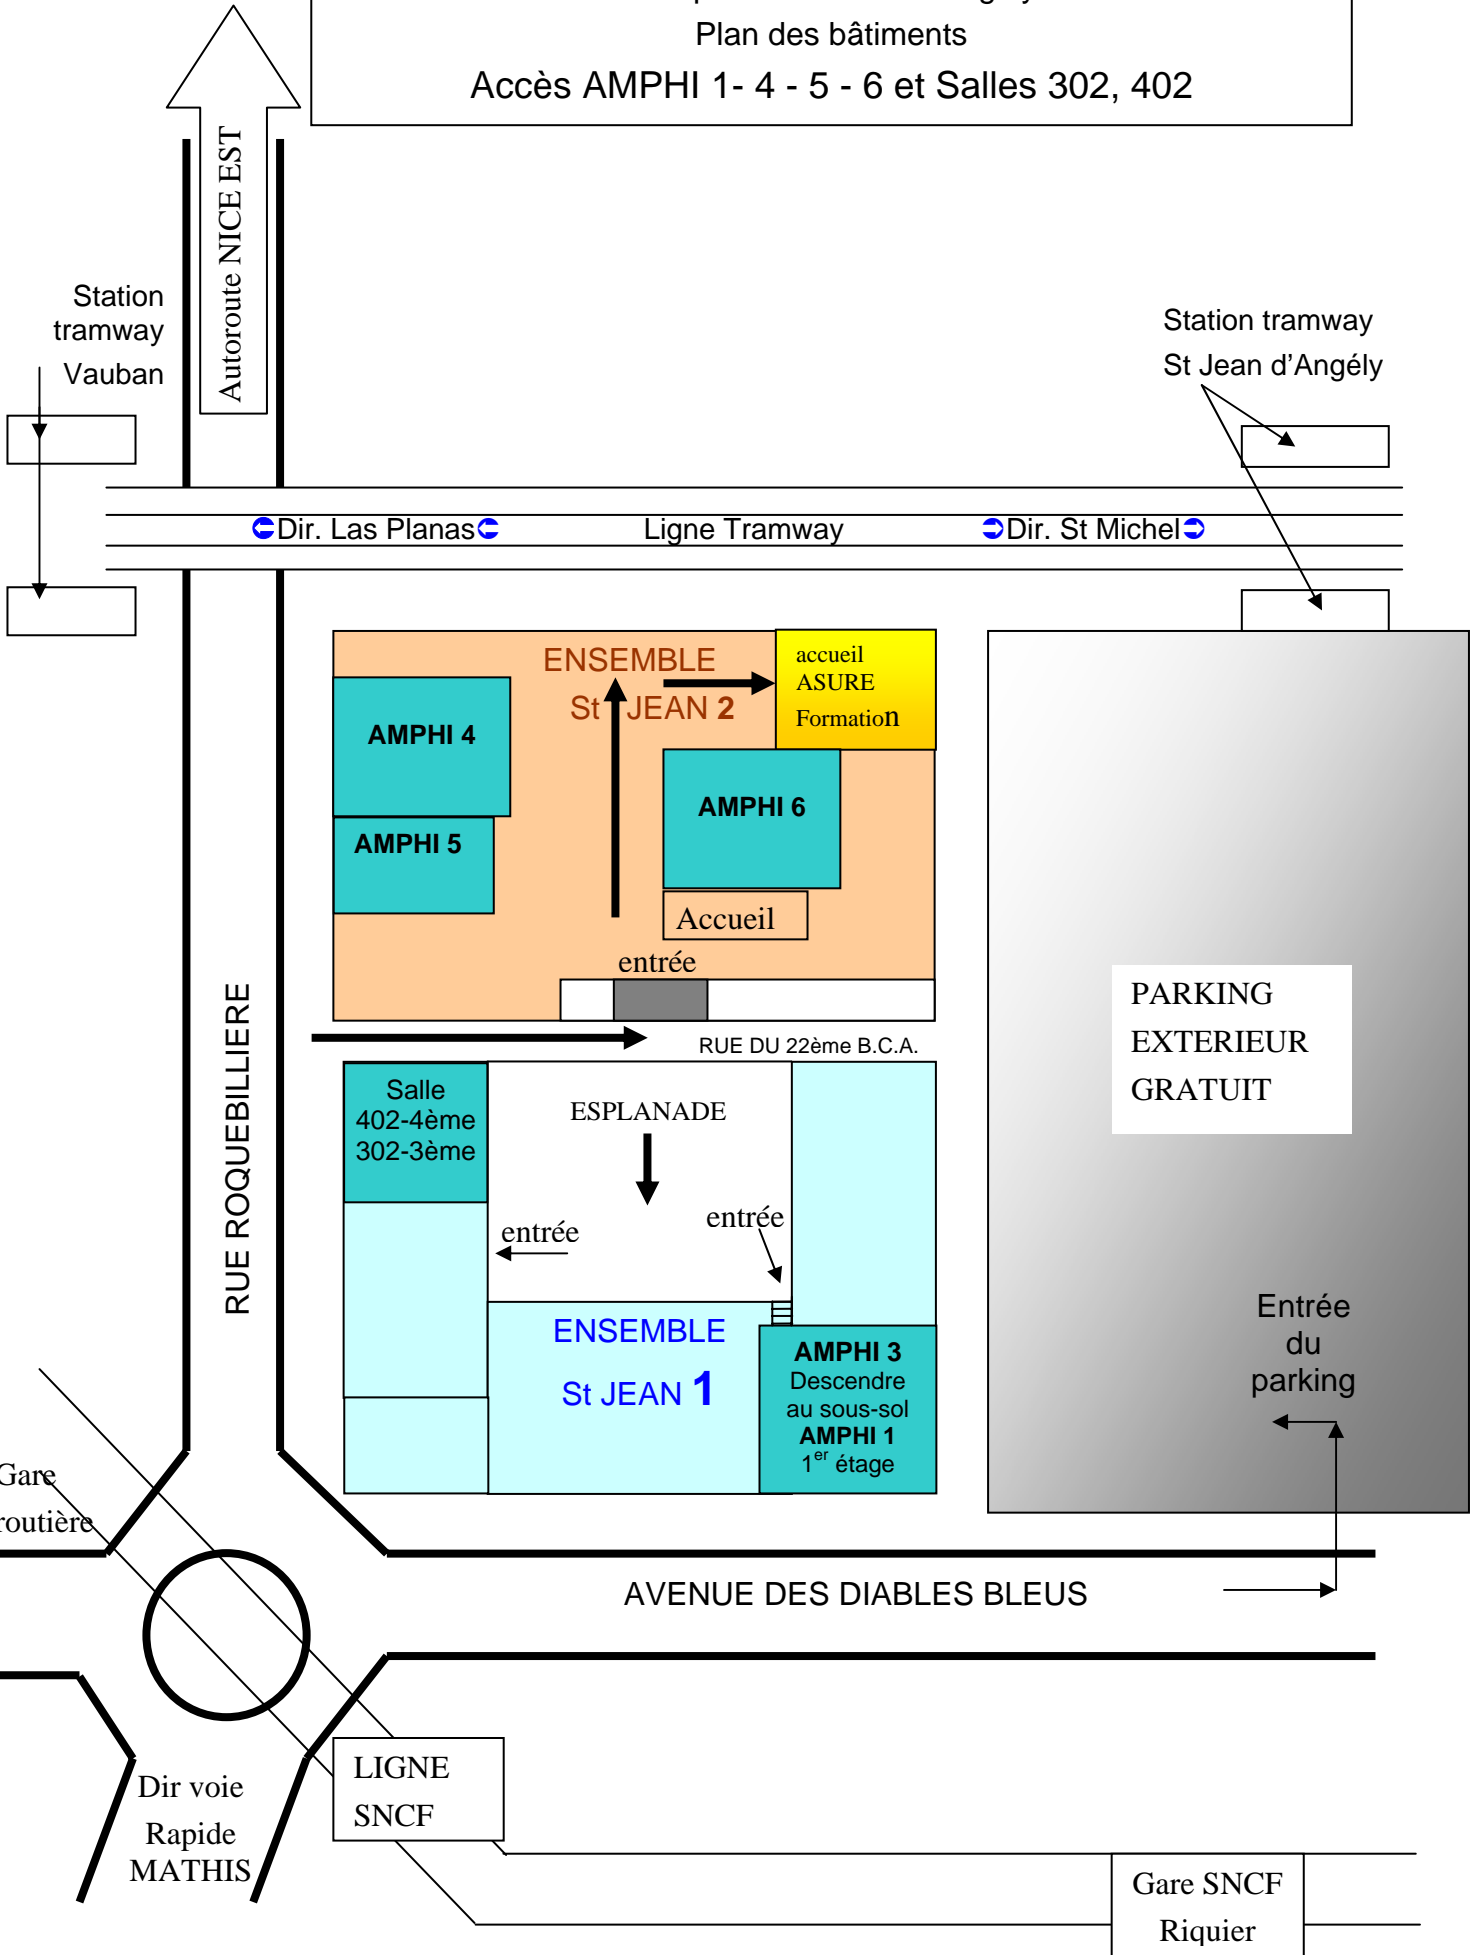 Plan des bâtiments
Accès AMPHI 1- 4 - 5 - 6 et Salles 302, 402
Autoroute NICE EST
Station
tramway
Vauban
Station tramway
St Jean d’Angély
Dir. Las Planas
Ligne Tramway
Dir. St Michel
ENSEMBLE
St JEAN 2
accueil
ASURE
Formation
AMPHI 4
AMPHI 5
AMPHI 6
Accueil
entrée
RUE DU 22ème B.C.A.
RUE ROQUEBILLIERE
PARKING
EXTERIEUR
GRATUIT
Salle
402-4ème
302-3ème
ESPLANADE
entrée
entrée
ENSEMBLE
St JEAN 1
AMPHI 3
Descendre
au sous-sol
AMPHI 1
1er étage
Entrée
du
parking
Gare
routière
AVENUE DES DIABLES BLEUS
LIGNE
SNCF
Dir voie
Rapide
MATHIS
Gare SNCF
Riquier